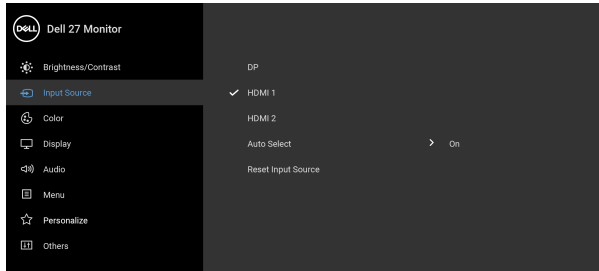 DELL Dell 27 Monitor
Brightness/Contrast
DP
Input Source
HDMI 1
Color
HDMI 2
Display
Auto Select
On
Audio
Reset Input Source
Menu
Personalize
Others